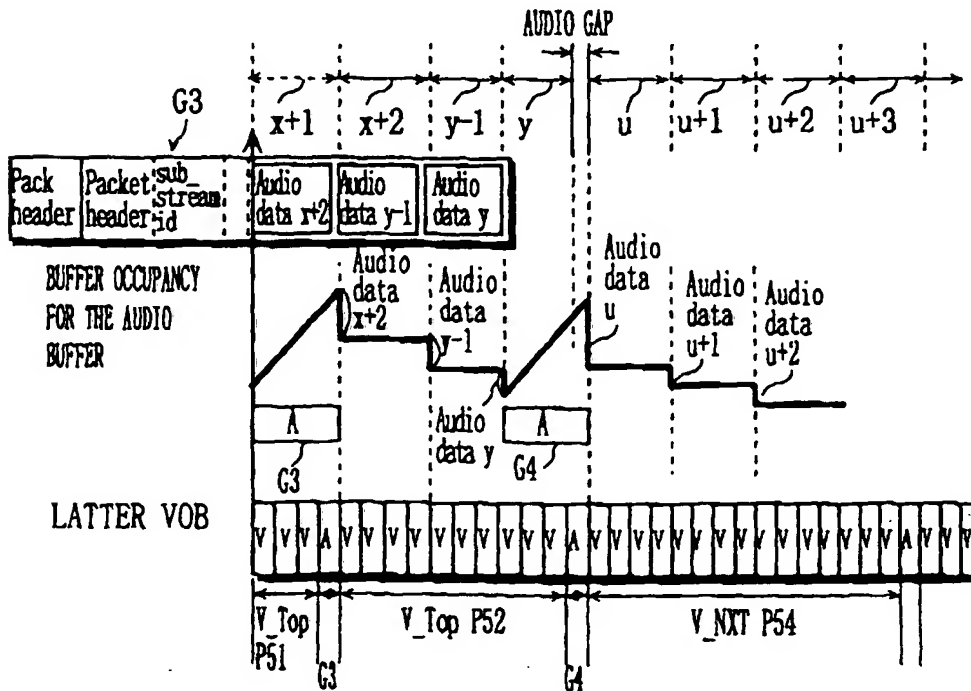 AUDIO GAP
x+1 x+2 y-1 y u u+1 u+2 u+3
G3
Pack header
Packet header
sub_stream id
Audio data x+2
Audio data y-1
Audio data y
BUFFER OCCUPANCY
FOR THE AUDIO
BUFFER
Audio data x+2
Audio data y-1
Audio data y
Audio data u
Audio data u+1
Audio data u+2
A
G3
A
G4
LATTER VOB
V V V A V V V V V V V V V V A V V V V V V V V V V V V V V A V V V
V_Top P51
G3
V_Top P52
G4
V_NXT P54